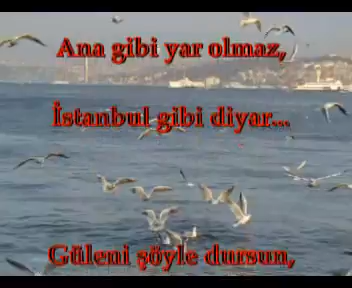 Ana gibi yar olmaz,
İstanbul gibi diyar...
Güleni şöyle dursun,